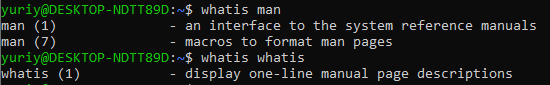 yuriy@DESKTOP-NDTT89D:~$ whatis man
man (1)              - an interface to the system reference manuals
man (7)              - macros to format man pages
yuriy@DESKTOP-NDTT89D:~$ whatis whatis
whatis (1)           - display one-line manual page descriptions